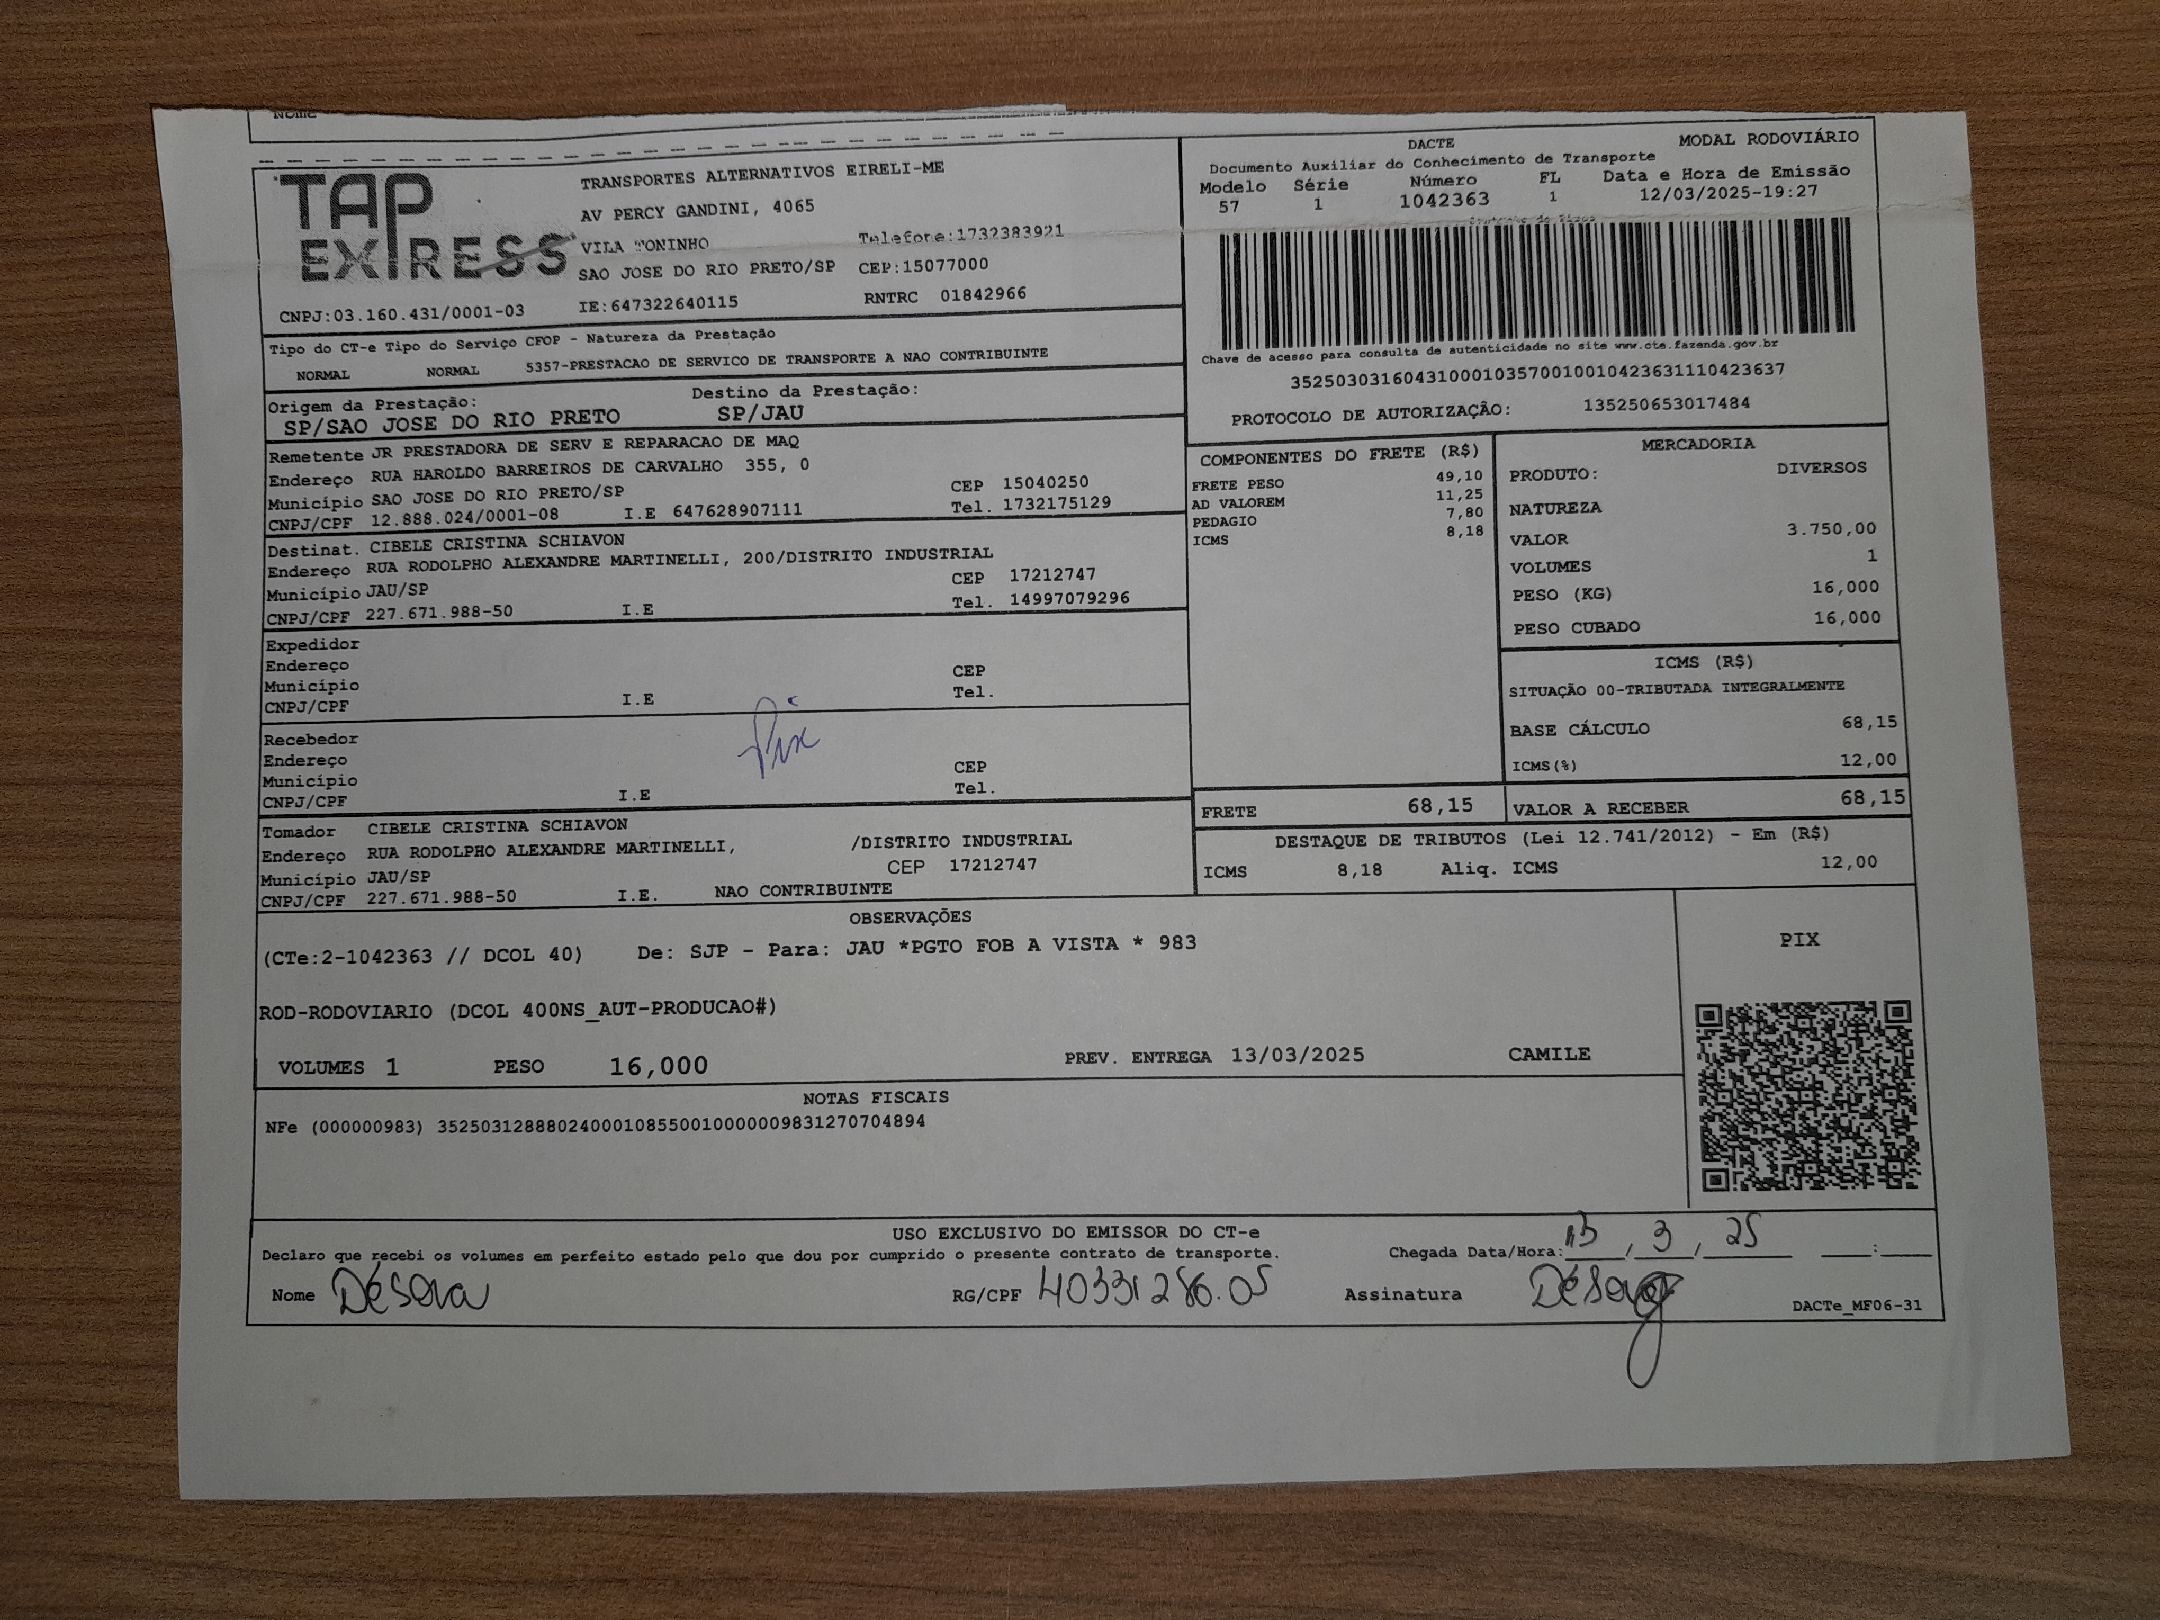 Nome
TAP
EXPRESS
TRANSPORTES ALTERNATIVOS EIRELI-ME
AV PERCY GANDINI, 4065
VILA TONINHO Telefone:1732383921
SAO JOSE DO RIO PRETO/SP CEP:15077000
CNPJ:03.160.431/0001-03 IE:647322640115 RNTRC 01842966
DACTE MODAL RODOVIÁRIO
Documento Auxiliar do Conhecimento de Transporte
Modelo Série Número FL Data e Hora de Emissão
57 1 1042363 1 12/03/2025-19:27
Chave de acesso para consulta de autenticidade no site www.cte.fazenda.gov.br
35250303160431000103570010010423631110423637
PROTOCOLO DE AUTORIZAÇÃO: 135250653017484
Tipo do CT-e Tipo do Serviço CFOP - Natureza da Prestação
NORMAL NORMAL 5357-PRESTACAO DE SERVICO DE TRANSPORTE A NAO CONTRIBUINTE
Origem da Prestação: Destino da Prestação:
SP/SAO JOSE DO RIO PRETO SP/JAU
Remetente JR PRESTADORA DE SERV E REPARACAO DE MAQ
Endereço RUA HAROLDO BARREIROS DE CARVALHO 355, 0
Município SAO JOSE DO RIO PRETO/SP CEP 15040250
CNPJ/CPF 12.888.024/0001-08 I.E 647628907111 Tel. 1732175129
Destinat. CIBELE CRISTINA SCHIAVON
Endereço RUA RODOLPHO ALEXANDRE MARTINELLI, 200/DISTRITO INDUSTRIAL
Município JAU/SP CEP 17212747
CNPJ/CPF 227.671.988-50 I.E Tel. 14997079296
Expedidor
Endereço
Município CEP
CNPJ/CPF I.E Tel.
Recebedor
Pix
Endereço
Município CEP
CNPJ/CPF I.E Tel.
Tomador CIBELE CRISTINA SCHIAVON
Endereço RUA RODOLPHO ALEXANDRE MARTINELLI, /DISTRITO INDUSTRIAL
Município JAU/SP CEP 17212747
CNPJ/CPF 227.671.988-50 I.E. NAO CONTRIBUINTE
COMPONENTES DO FRETE (R$)
FRETE PESO 49,10
AD VALOREM 11,25
PEDAGIO 7,80
ICMS 8,18
MERCADORIA
PRODUTO: DIVERSOS
NATUREZA
VALOR 3.750,00
VOLUMES 1
PESO (KG) 16,000
PESO CUBADO 16,000
ICMS (R$)
SITUAÇÃO 00-TRIBUTADA INTEGRALMENTE
BASE CÁLCULO 68,15
ICMS(%) 12,00
FRETE 68,15 VALOR A RECEBER 68,15
DESTAQUE DE TRIBUTOS (Lei 12.741/2012) - Em (R$)
ICMS 8,18 Aliq. ICMS 12,00
OBSERVAÇÕES
(CTe:2-1042363 // DCOL 40) De: SJP - Para: JAU *PGTO FOB A VISTA * 983
ROD-RODOVIARIO (DCOL 400NS_AUT-PRODUCAO#)
VOLUMES 1 PESO 16,000 PREV. ENTREGA 13/03/2025 CAMILE
PIX
NOTAS FISCAIS
NFe (000000983) 35250312888024000108550010000009831270704894
USO EXCLUSIVO DO EMISSOR DO CT-e
Declaro que recebi os volumes em perfeito estado pelo que dou por cumprido o presente contrato de transporte. Chegada Data/Hora: 13 / 3 / 25 :
Nome RG/CPF 40331286.05 Assinatura
DACTe_MF06-31